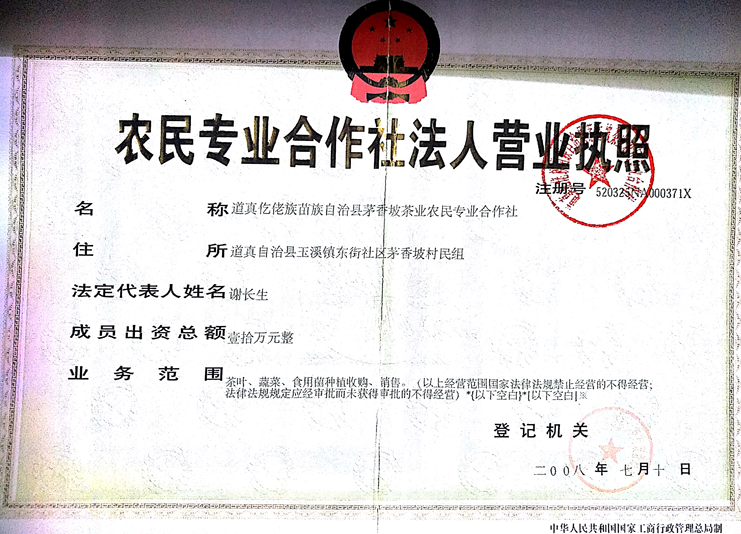 农民专业合作社法人营业执照
注册号 520325NA000371X
名称 道真仡佬族苗族自治县茅香坡茶业农民专业合作社
住所 道真自治县玉溪镇东街社区茅香坡村民组
法定代表人姓名 谢长生
成员出资总额 壹拾万元整
业务范围 茶叶、蔬菜、食用菌种植收购、销售。(以上经营范围国家法律法规禁止经营的不得经营;
法律法规规定应经审批而未获得审批的不得经营)*[以下空白]*[以下空白]※
登记机关
二00八 年 七 月 十 日
中华人民共和国国家工商行政管理总局制